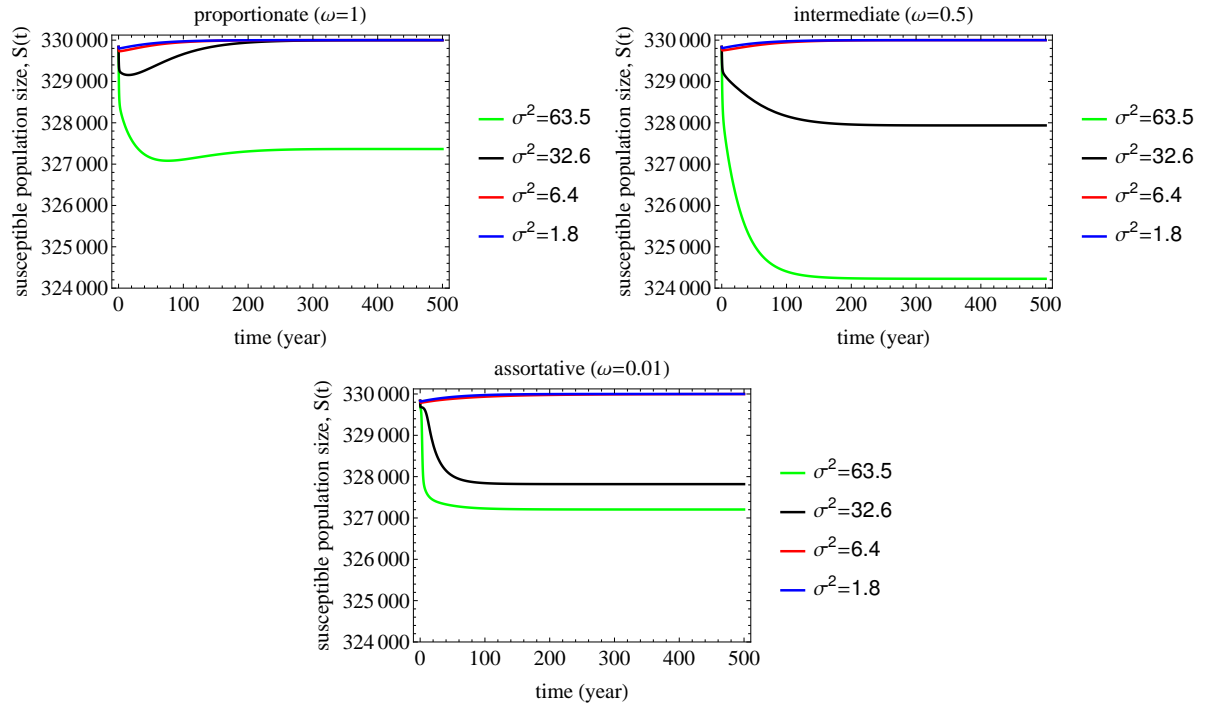 proportionate (ω=1)
susceptible population size, S(t)
330 000
329 000
328 000
327 000
326 000
325 000
324 000
0 100 200 300 400 500
time (year)
σ²=63.5
σ²=32.6
σ²=6.4
σ²=1.8
intermediate (ω=0.5)
susceptible population size, S(t)
330 000
329 000
328 000
327 000
326 000
325 000
324 000
0 100 200 300 400 500
time (year)
σ²=63.5
σ²=32.6
σ²=6.4
σ²=1.8
assortative (ω=0.01)
susceptible population size, S(t)
330 000
329 000
328 000
327 000
326 000
325 000
324 000
0 100 200 300 400 500
time (year)
σ²=63.5
σ²=32.6
σ²=6.4
σ²=1.8